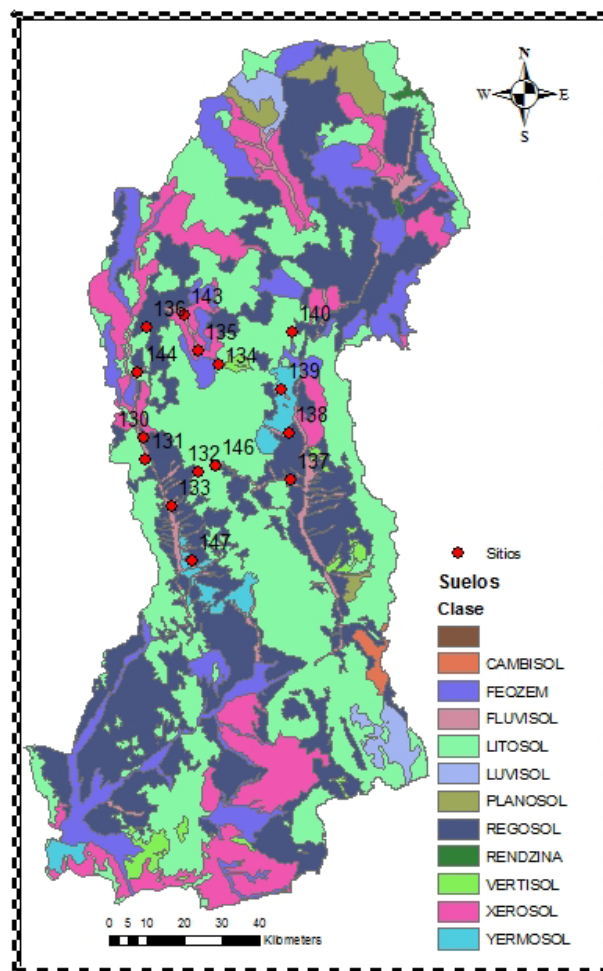 N
W E
S
143
136
140
135
134
144
139
130
138
131
132 146
137
133
147
Sitios
Suelos
Clase
CAMBISOL
FEOZEM
FLUVISOL
LITOSOL
LUVISOL
PLANOSOL
REGOSOL
RENDZINA
VERTISOL
XEROSOL
YERMOSOL
0 5 10 20 30 40
Kilometers